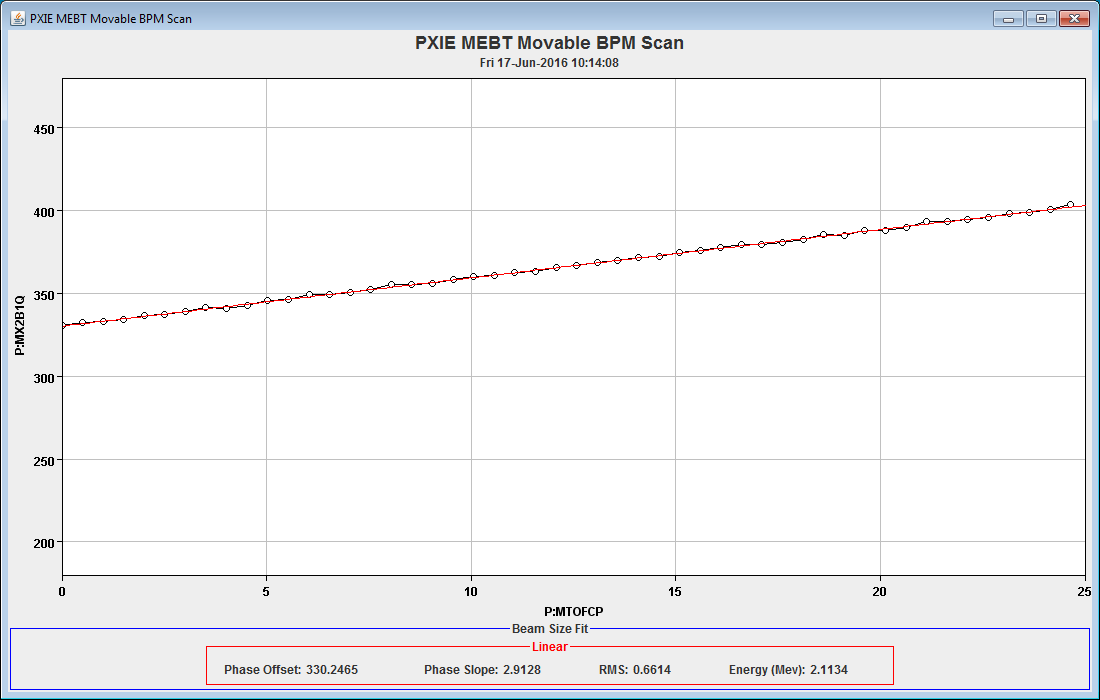 PXIE MEBT Movable BPM Scan
PXIE MEBT Movable BPM Scan
Fri 17-Jun-2016 10:14:08
450
400
350
300
250
200
P:MX2B1Q
0 5 10 15 20 25
P:MTOFCP
Beam Size Fit
Linear
Phase Offset: 330.2465 Phase Slope: 2.9128 RMS: 0.6614 Energy (Mev): 2.1134